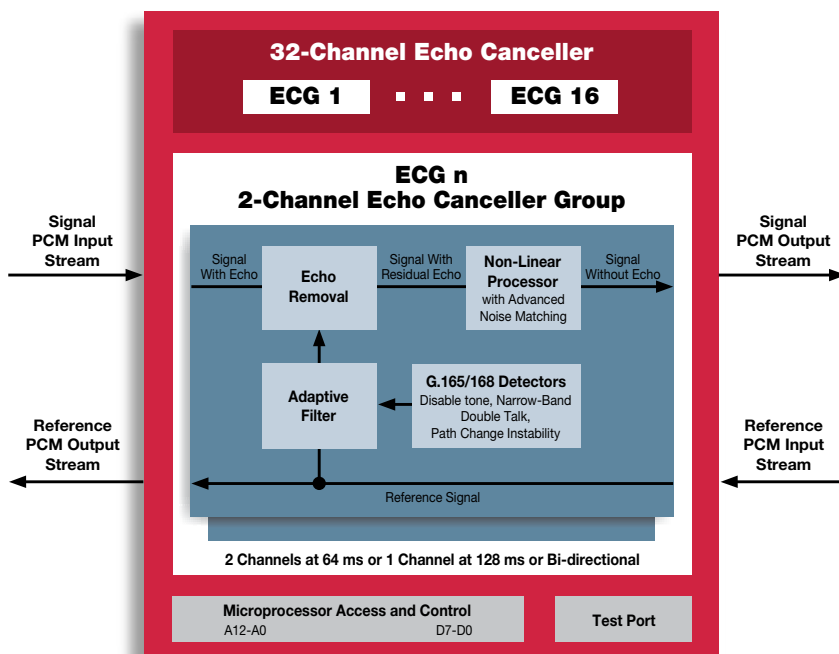 32-Channel Echo Canceller
ECG 1
ECG 16
ECG n
2-Channel Echo Canceller Group
Signal
PCM Input
Stream
Signal
PCM Output
Stream
Signal
With Echo
Echo
Removal
Signal With
Residual Echo
Non-Linear
Processor
with Advanced
Noise Matching
Signal
Without Echo
Adaptive
Filter
G.165/168 Detectors
Disable tone, Narrow-Band
Double Talk,
Path Change Instability
Reference
PCM Output
Stream
Reference
PCM Input
Stream
Reference Signal
2 Channels at 64 ms or 1 Channel at 128 ms or Bi-directional
Microprocessor Access and Control
A12-A0 D7-D0
Test Port